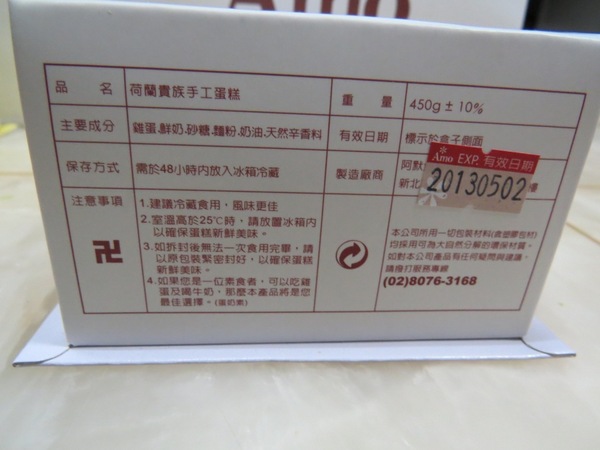 Amo
品 名
荷蘭貴族手工蛋糕
重 量
450g ± 10%
主要成分
雞蛋.鮮奶.砂糖.麵粉.奶油.天然辛香料
有效日期
標示於盒子側面
保存方式
需於48小時內放入冰箱冷藏
製造廠商
阿默
新北
Amo EXP. 有效日期
20130502
注意事項
卍
1.建議冷藏食用，風味更佳
2.室溫高於25℃時，請放置冰箱內
以確保蛋糕新鮮美味。
3.如拆封後無法一次食用完畢，請
以原包裝緊密封好，以確保蛋糕
新鮮美味。
4.如果您是一位素食者，可以吃雞
蛋及喝牛奶，那麼本產品將是您
最佳選擇。(蛋奶素)
本公司所用一切包裝材料(含塑膠包材)
均採用可為大自然分解的環保材質。
如對本公司產品有任何疑問與建議，
請撥打服務專線
(02)8076-3168